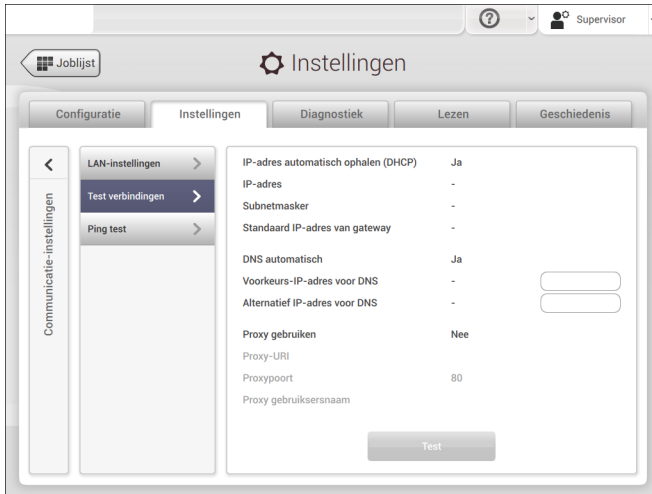 ? Supervisor
Joblijst
Instellingen
Configuratie Instellingen Diagnostiek Lezen Geschiedenis
Communicatie-instellingen
LAN-instellingen
Test verbindingen
Ping test
IP-adres automatisch ophalen (DHCP) Ja
IP-adres -
Subnetmasker -
Standaard IP-adres van gateway -
DNS automatisch Ja
Voorkeurs-IP-adres voor DNS -
Alternatief IP-adres voor DNS -
Proxy gebruiken Nee
Proxy-URI
Proxypoort 80
Proxy gebruiksersnaam
Test